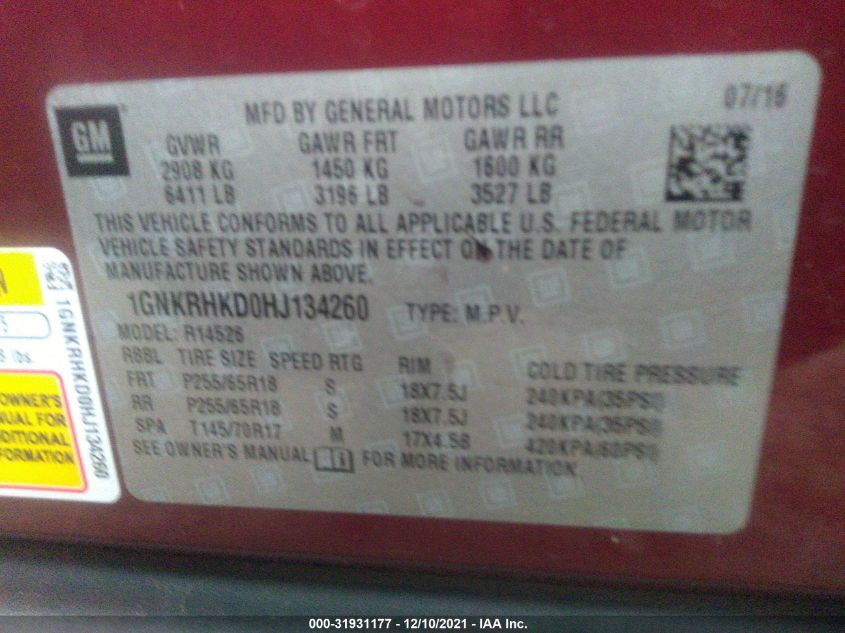 GM
MFD BY GENERAL MOTORS LLC
07/16
GVWR GAWR FRT GAWR RR
2908 KG 1450 KG 1600 KG
6411 LB 3196 LB 3527 LB
THIS VEHICLE CONFORMS TO ALL APPLICABLE U.S. FEDERAL MOTOR
VEHICLE SAFETY STANDARDS IN EFFECT ON THE DATE OF
MANUFACTURE SHOWN ABOVE.
1GNKRHKD0HJ134260 TYPE: M.P.V.
MODEL: R14526
RBBL TIRE SIZE SPEED RTG RIM COLD TIRE PRESSURE
FRT P255/65R18 S 18X7.5J 240KPA(35PSI)
RR P255/65R18 S 18X7.5J 240KPA(35PSI)
SPA T145/70R17 M 17X4.5B 420KPA(60PSI)
SEE OWNER'S MANUAL FOR MORE INFORMATION
N
5
lbs
1GNKRHKD0HJ134260
OWNER'S
UAL FOR
DITIONAL
FORMATION
000-31931177 - 12/10/2021 - IAA Inc.